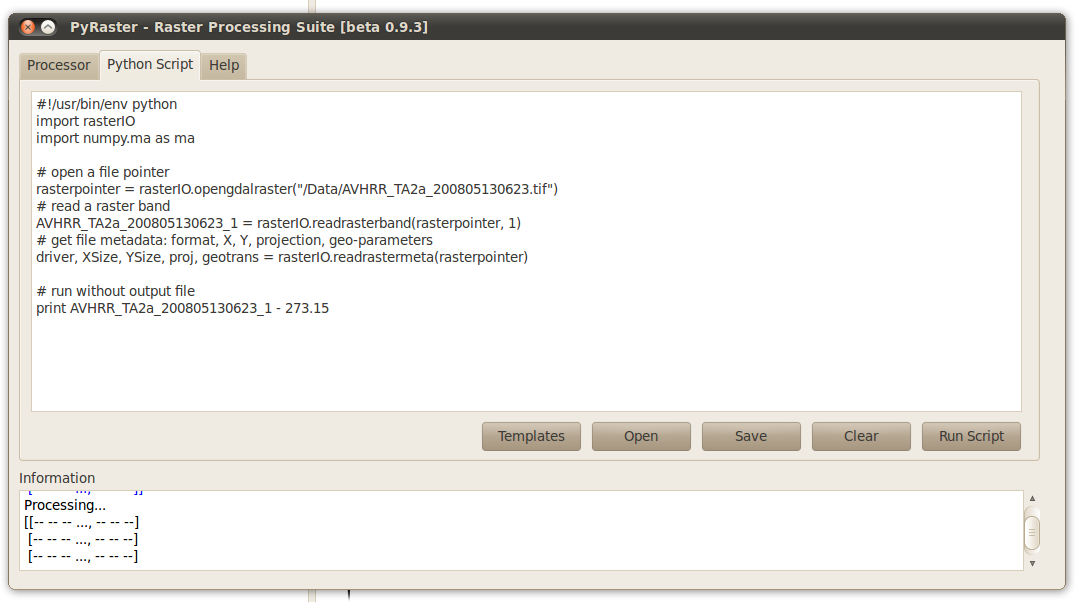 PyRaster - Raster Processing Suite [beta 0.9.3]
Processor Python Script Help
#!/usr/bin/env python
import rasterIO
import numpy.ma as ma
# open a file pointer
rasterpointer = rasterIO.opengdalraster("/Data/AVHRR_TA2a_200805130623.tif")
# read a raster band
AVHRR_TA2a_200805130623_1 = rasterIO.readrasterband(rasterpointer, 1)
# get file metadata: format, X, Y, projection, geo-parameters
driver, XSize, YSize, proj, geotrans = rasterIO.readrastermeta(rasterpointer)
# run without output file
print AVHRR_TA2a_200805130623_1 - 273.15
Templates Open Save Clear Run Script
Information
Processing...
[[-- -- -- ..., -- -- --]
[-- -- -- ..., -- -- --]
[-- -- -- ..., -- -- --]